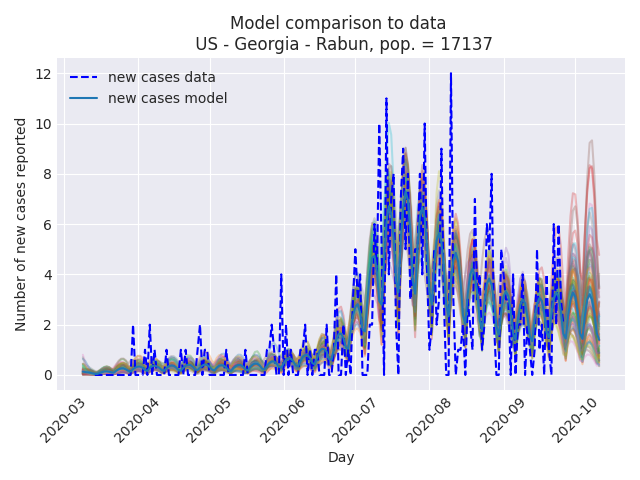 Model comparison to data
US - Georgia - Rabun, pop. = 17137
new cases data
new cases model
Number of new cases reported
12
10
8
6
4
2
0
2020-03
2020-04
2020-05
2020-06
2020-07
2020-08
2020-09
2020-10
Day